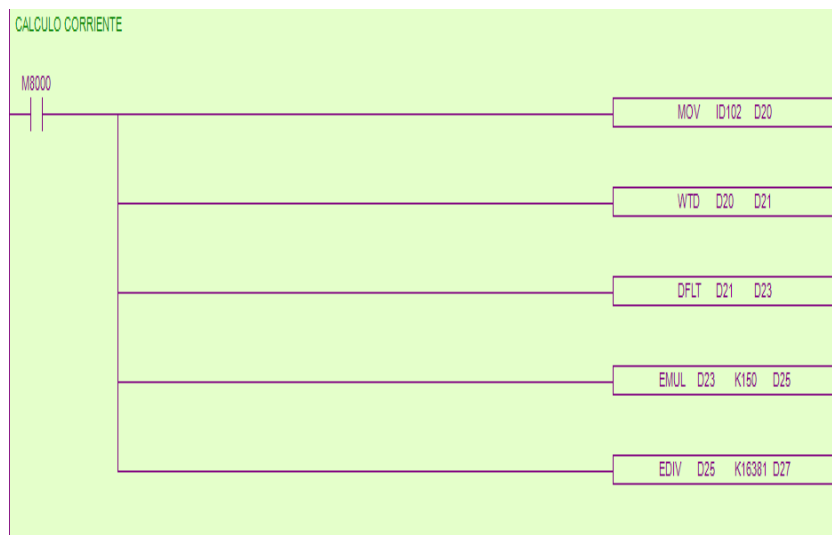 CALCULO CORRIENTE
M8000
MOV ID102 D20
WTD D20 D21
DFLT D21 D23
EMUL D23 K150 D25
EDIV D25 K16381 D27